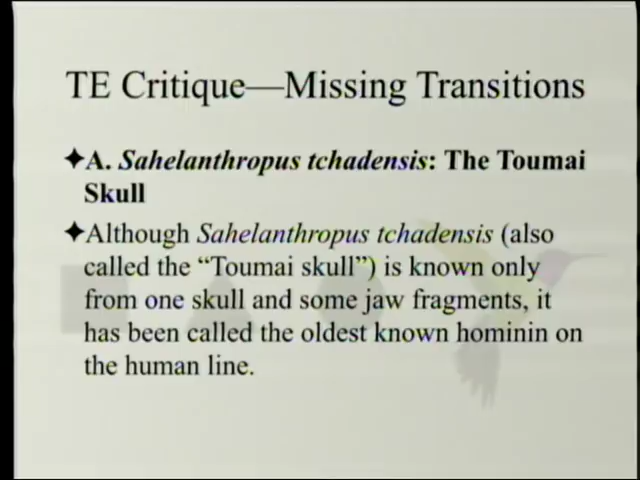 TE Critique—Missing Transitions
✦A. Sahelanthropus tchadensis: The Toumai
Skull
✦Although Sahelanthropus tchadensis (also
called the “Toumai skull”) is known only
from one skull and some jaw fragments, it
has been called the oldest known hominin on
the human line.